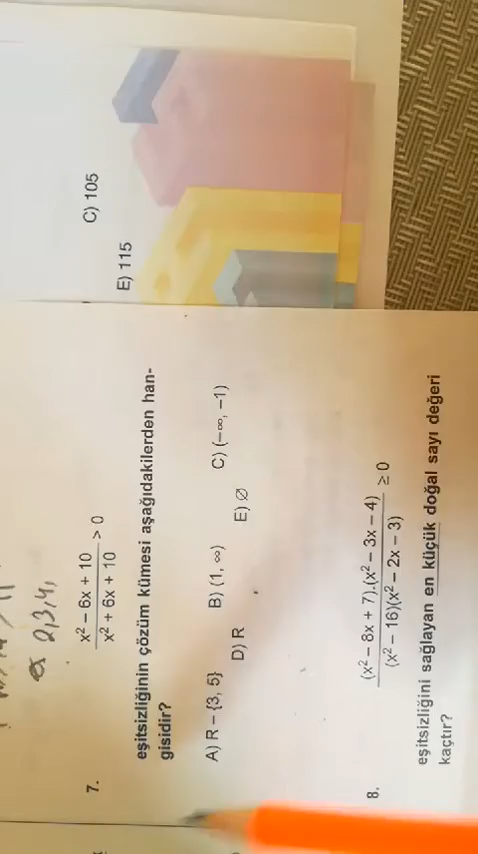 C) 105
E) 115
2,3,4,
7. x² – 6x + 10 / x² + 6x + 10 > 0
eşitsizliğinin çözüm kümesi aşağıdakilerden han-
gisidir?
A) R – {3, 5} B) (1, ∞) C) (–∞, –1)
D) R E) ∅
8. (x² – 8x + 7).(x² – 3x – 4) / (x² – 16)(x² – 2x – 3) ≥ 0
eşitsizliğini sağlayan en küçük doğal sayı değeri
kaçtır?